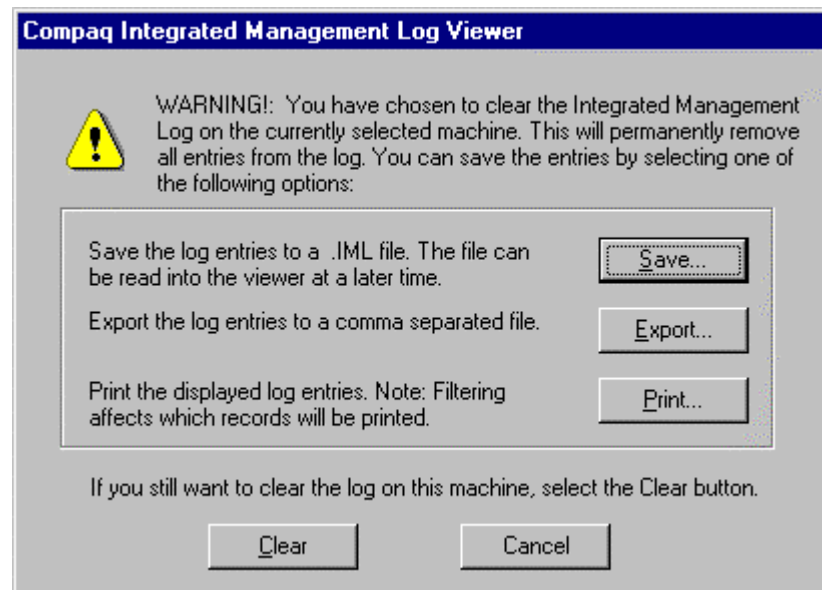 Compaq Integrated Management Log Viewer
WARNING!: You have chosen to clear the Integrated Management
Log on the currently selected machine. This will permanently remove
all entries from the log. You can save the entries by selecting one of
the following options:
Save the log entries to a .IML file. The file can
be read into the viewer at a later time.
Save...
Export the log entries to a comma separated file.
Export...
Print the displayed log entries. Note: Filtering
affects which records will be printed.
Print...
If you still want to clear the log on this machine, select the Clear button.
Clear
Cancel